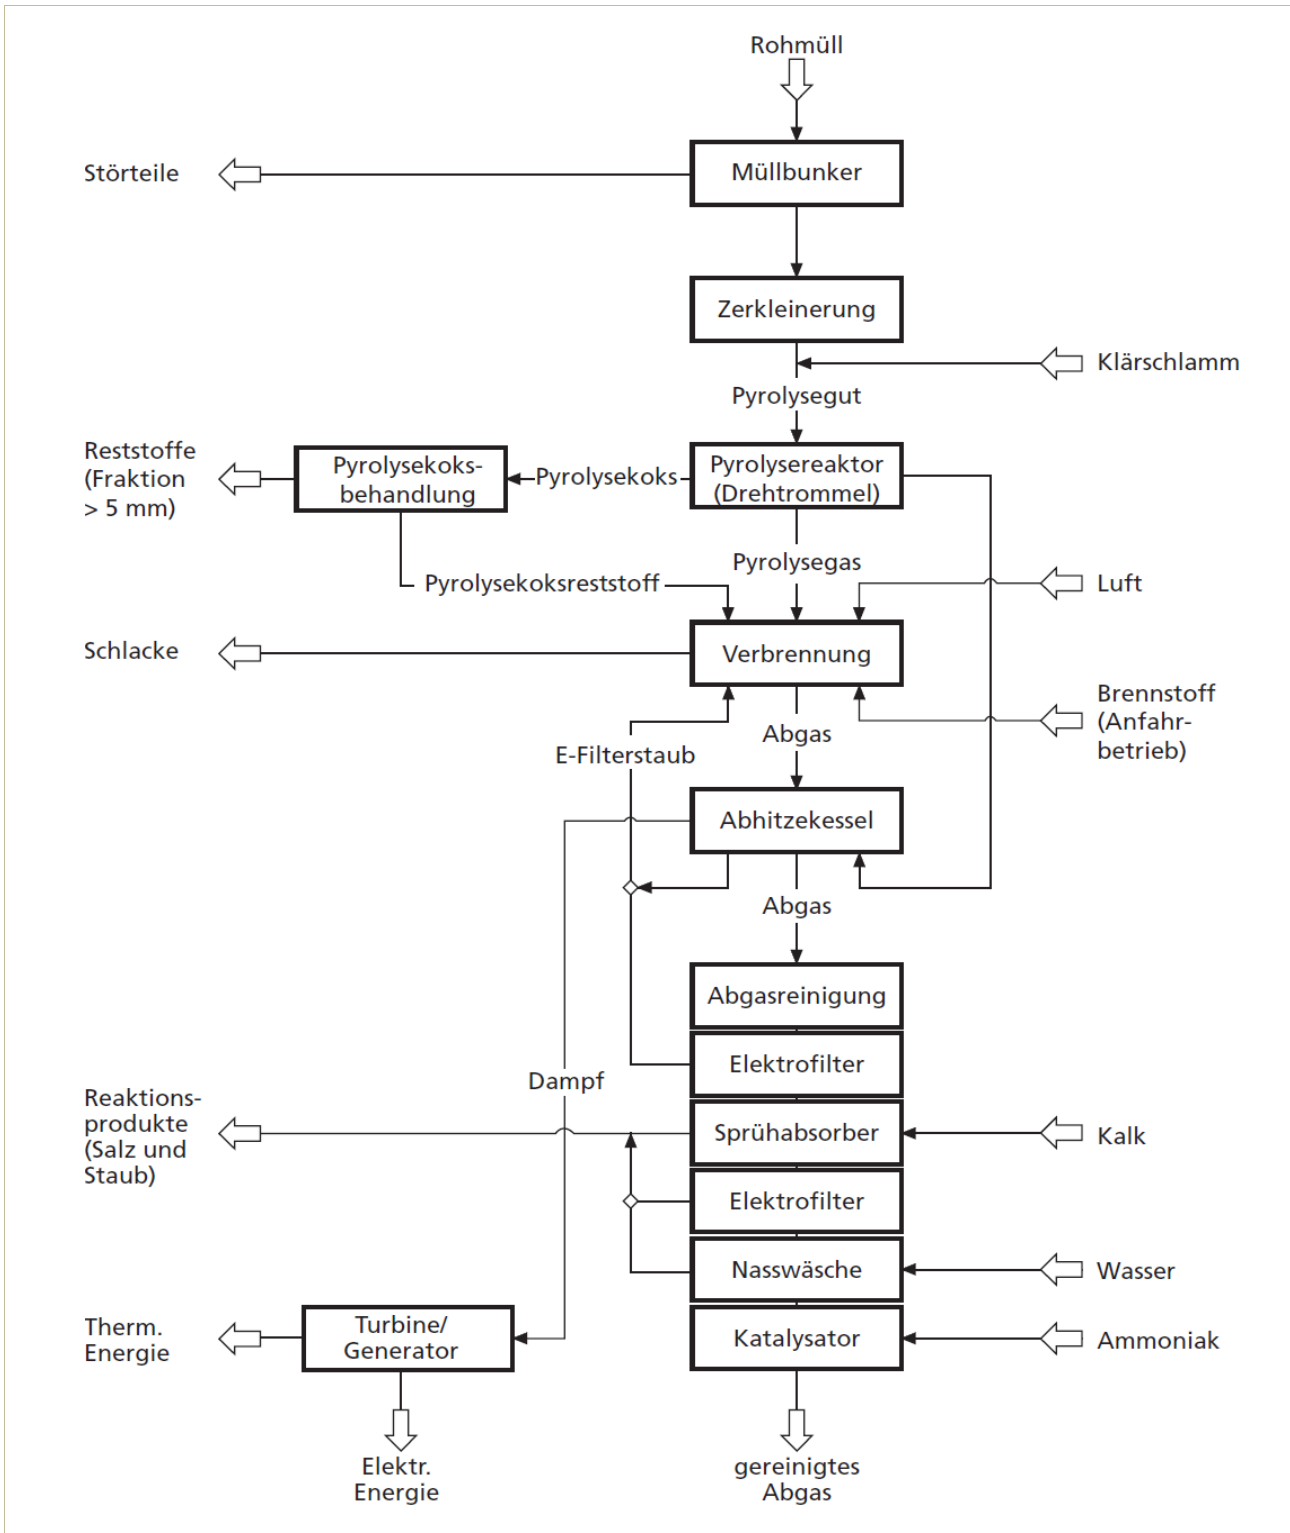 Rohmüll
Störteile
Müllbunker
Zerkleinerung
Klärschlamm
Pyrolysegut
Reststoffe
(Fraktion
> 5 mm)
Pyrolysekoks-
behandlung
Pyrolysekoks
Pyrolysereaktor
(Drehtrommel)
Pyrolysegas
Pyrolysekoksreststoff
Luft
Schlacke
Verbrennung
Brennstoff
(Anfahr-
betrieb)
Abgas
E-Filterstaub
Abhitzekessel
Abgas
Abgasreinigung
Elektrofilter
Dampf
Reaktions-
produkte
(Salz und
Staub)
Sprühabsorber
Kalk
Elektrofilter
Nasswäsche
Wasser
Therm.
Energie
Turbine/
Generator
Katalysator
Ammoniak
Elektr.
Energie
gereinigtes
Abgas